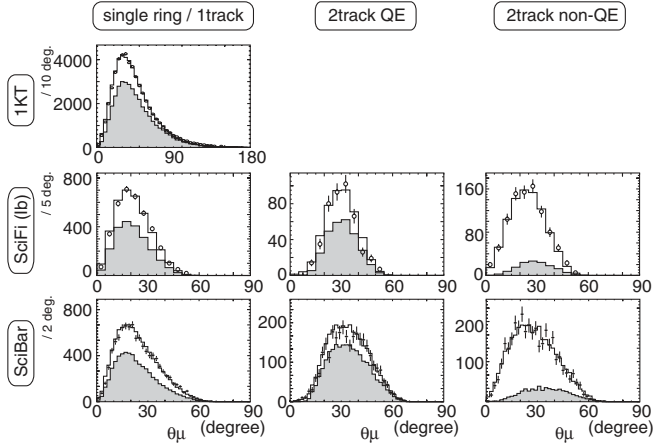 single ring / 1track 2track QE 2track non-QE
1KT
/ 10 deg.
4000
2000
0
0 90 180
SciFi (Ib)
/ 5 deg.
800
400
0
0 30 60 90
80
40
0
0 30 60 90
160
80
0
0 30 60 90
SciBar
/ 2 deg.
800
400
0
0 30 60 90
θμ (degree)
200
100
0
0 30 60 90
θμ (degree)
200
100
0
0 30 60 90
θμ (degree)